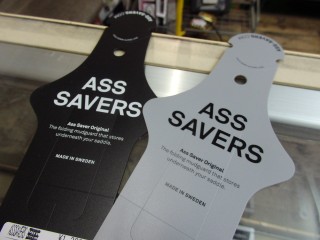 ASS
SAVERS
Ass Saver Original
The folding mudguard that stores
underneath your saddle.
MADE IN SWEDEN
ASS
SAVERS
Ass Saver Original
The folding mudguard that stores
underneath your saddle.
MADE IN SWEDEN